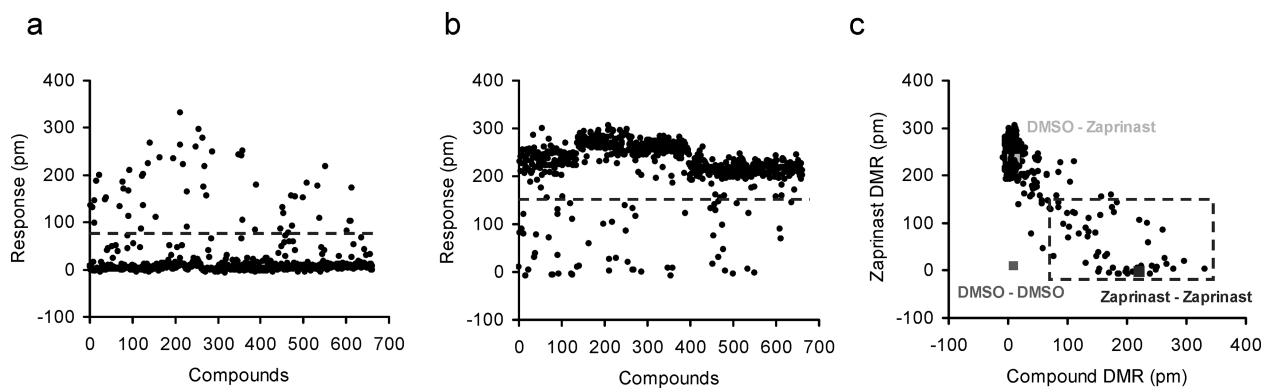 a
400
300
200
100
0
-100
Response (pm)
0 100 200 300 400 500 600 700
Compounds
b
400
300
200
100
0
-100
Response (pm)
0 100 200 300 400 500 600 700
Compounds
c
400
300
200
100
0
-100
Zaprinast DMR (pm)
DMSO - Zaprinast
DMSO - DMSO
Zaprinast - Zaprinast
-100 0 100 200 300 400
Compound DMR (pm)